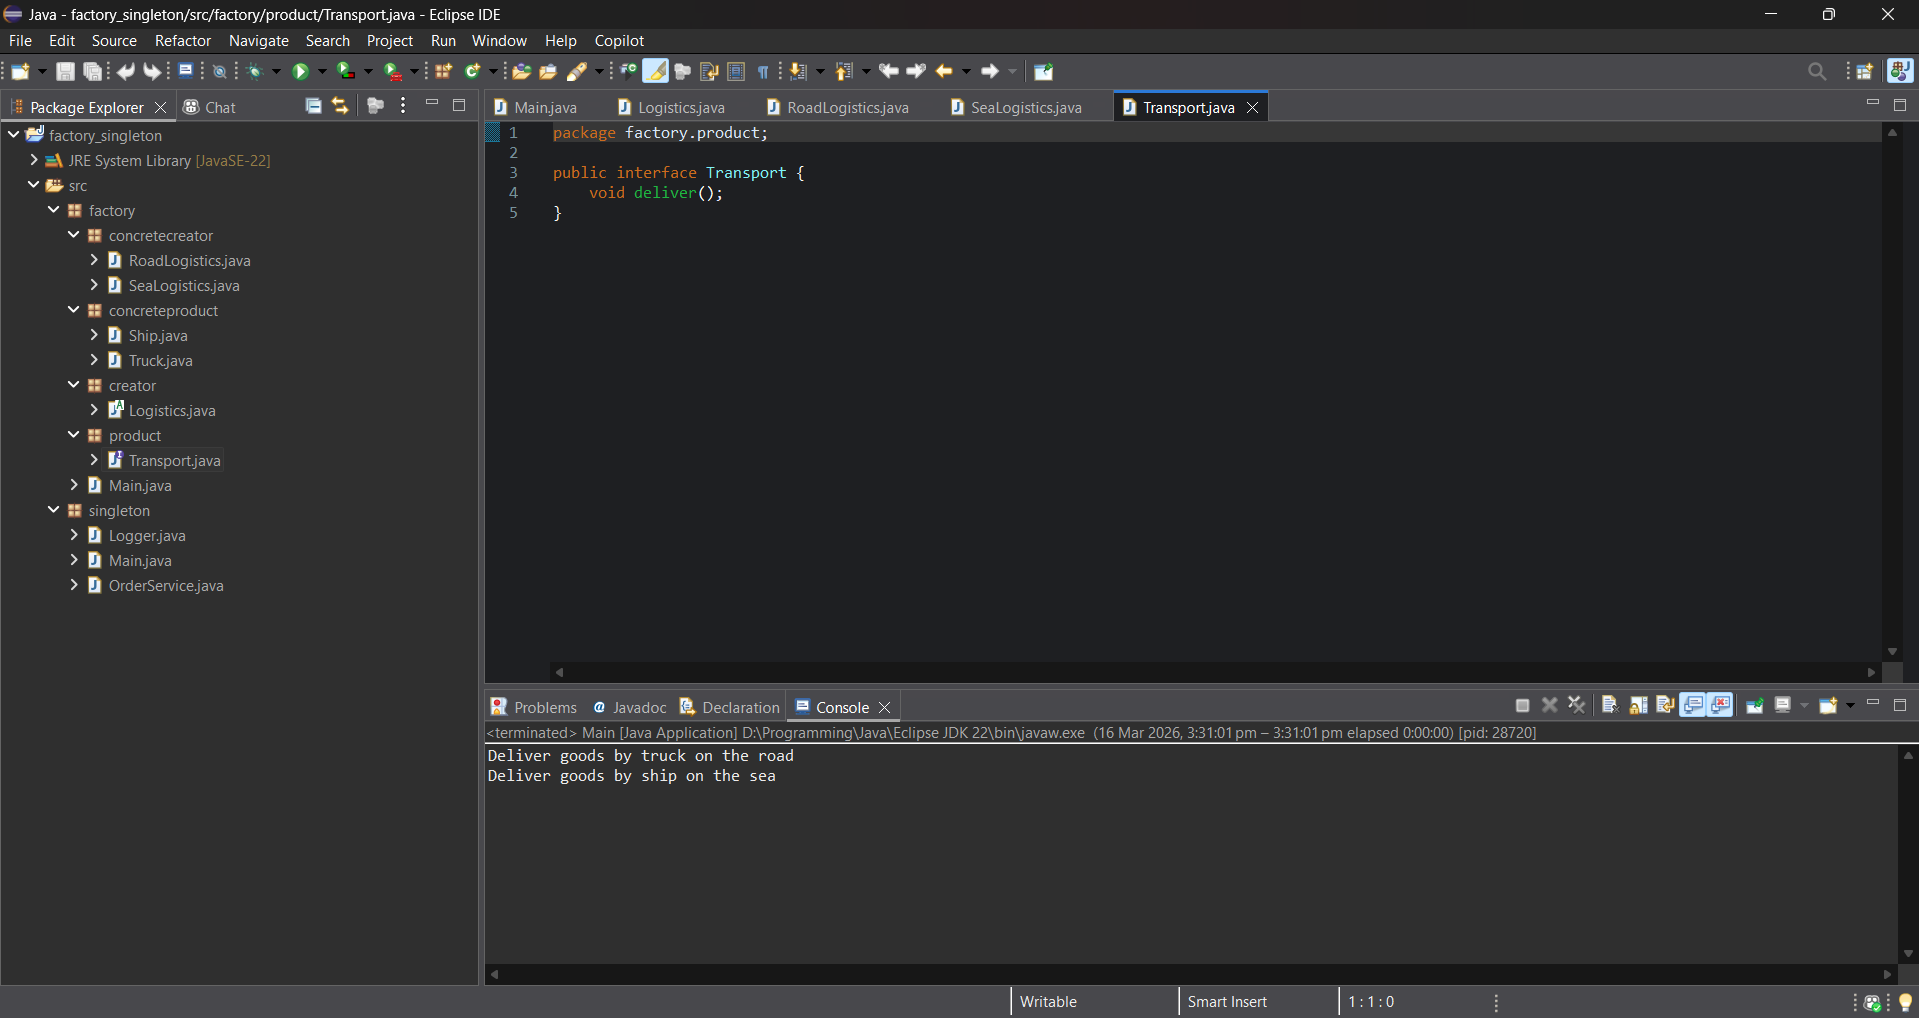 Java - factory_singleton/src/factory/product/Transport.java - Eclipse IDE
File Edit Source Refactor Navigate Search Project Run Window Help Copilot
Package Explorer Chat
factory_singleton
JRE System Library [JavaSE-22]
src
factory
concretecreator
RoadLogistics.java
SeaLogistics.java
concreteproduct
Ship.java
Truck.java
creator
Logistics.java
product
Transport.java
Main.java
singleton
Logger.java
Main.java
OrderService.java
Main.java Logistics.java RoadLogistics.java SeaLogistics.java Transport.java
1 package factory.product;
2
3 public interface Transport {
4 void deliver();
5 }
Problems Javadoc Declaration Console
<terminated> Main [Java Application] D:\Programming\Java\Eclipse JDK 22\bin\javaw.exe (16 Mar 2026, 3:31:01 pm – 3:31:01 pm elapsed 0:00:00) [pid: 28720]
Deliver goods by truck on the road
Deliver goods by ship on the sea
Writable Smart Insert 1 : 1 : 0